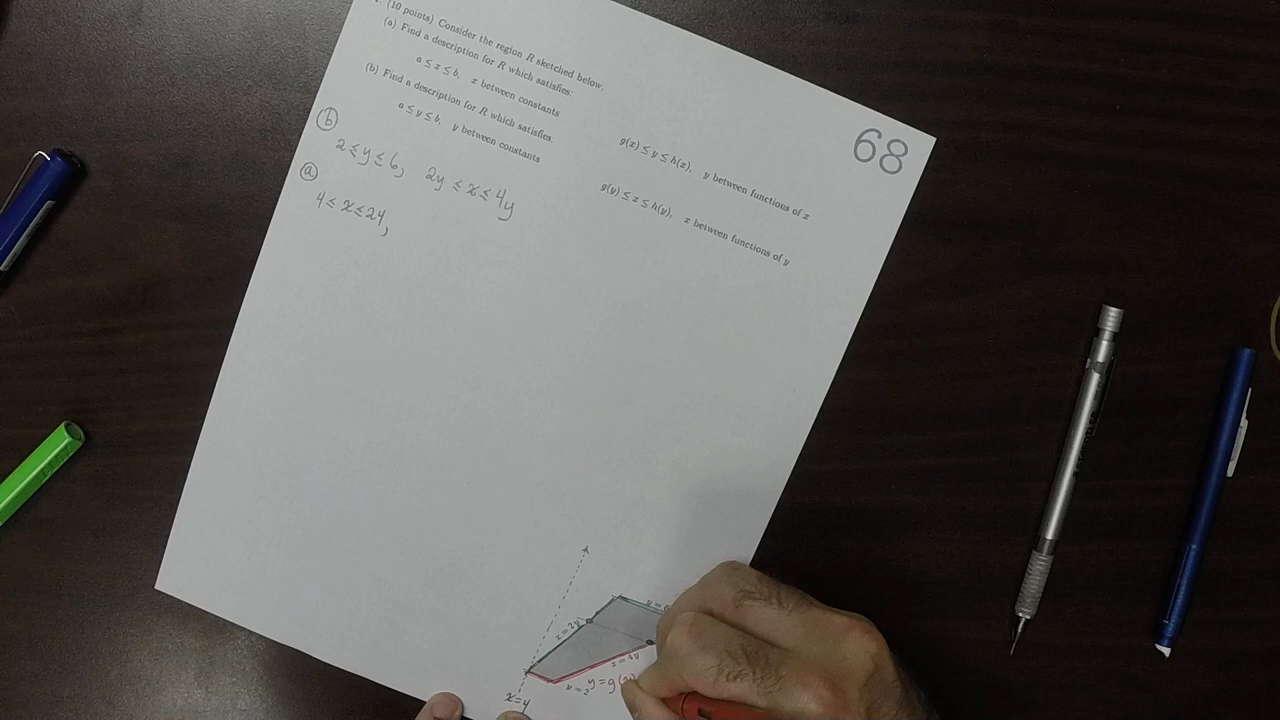 (10 points) Consider the region R sketched below.
(a) Find a description for R which satisfies:
a ≤ x ≤ b, x between constants
g(x) ≤ y ≤ h(x), y between functions of x
(b) Find a description for R which satisfies:
a ≤ y ≤ b, y between constants
g(y) ≤ x ≤ h(y), x between functions of y
68
(b)
2 ≤ y ≤ 6, 2y ≤ x ≤ 4y
(a)
4 ≤ x ≤ 24,
x = 2y
x = 4y
y = 2
y = g(x)
x=4